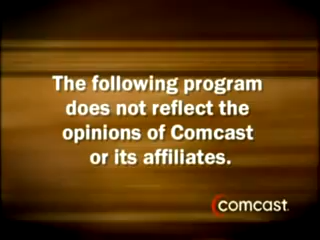 The following program
does not reflect the
opinions of Comcast
or its affiliates.
comcast.